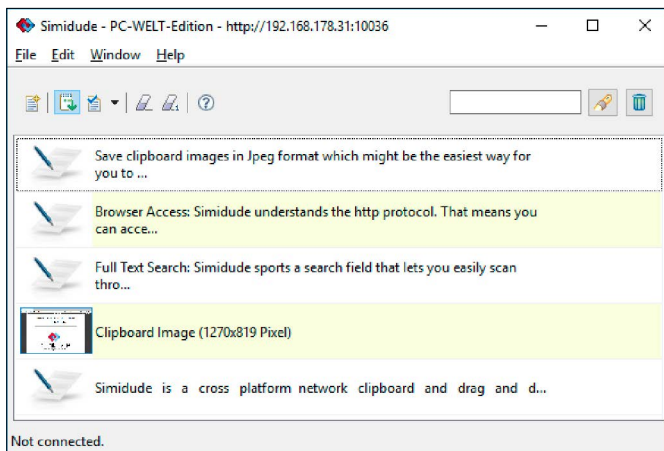 Simidude - PC-WELT-Edition - http://192.168.178.31:10036
File Edit Window Help
Save clipboard images in Jpeg format which might be the easiest way for
you to ...
Browser Access: Simidude understands the http protocol. That means you
can acce...
Full Text Search: Simidude sports a search field that lets you easily scan
thro...
Clipboard Image (1270x819 Pixel)
Simidude is a cross platform network clipboard and drag and d...
Not connected.